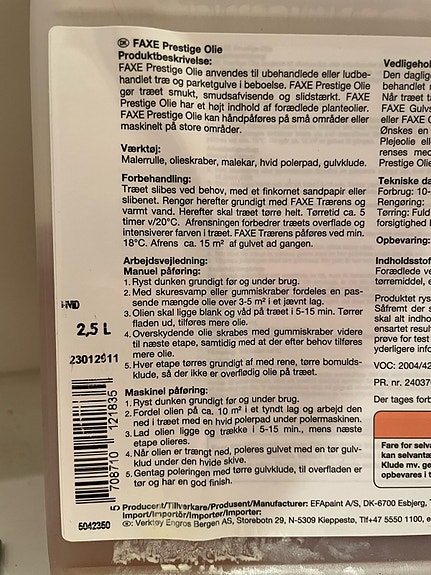 DK FAXE Prestige Olie
Produktbeskrivelse:
FAXE Prestige Olie anvendes til ubehandlede eller ludbe-
handlet træ og parketgulve i beboelse. FAXE Prestige Olie
gør træet smukt, smudsafvisende og slidstærkt. FAXE
Prestige Olie har et højt indhold af forædlede planteolier.
FAXE Prestige Olie kan håndpåføres på små områder eller
maskinelt på store områder.
Værktøj:
Malerrulle, olieskraber, malekar, hvid polerpad, gulvklude.
Forbehandling:
Træet slibes ved behov, med et finkornet sandpapir eller
slibenet. Rengør herefter grundigt med FAXE Trærens og
varmt vand. Herefter skal træet tørre helt. Tørretid ca. 5
timer v/20°C. Afrensningen forbedrer træets overflade og
intensiverer farven i træet. FAXE Trærens påføres ved min.
18°C. Afrens ca. 15 m² af gulvet ad gangen.
Arbejdsvejledning:
Manuel påføring:
1. Ryst dunken grundigt før og under brug.
2. Med skuresvamp eller gummiskraber fordeles en pas-
sende mængde olie over 3-5 m² i et jævnt lag.
3. Olien skal ligge blank og våd på træet i 5-15 min. Tørrer
fladen ud, tilføres mere olie.
4. Overskydende olie skrabes med gummiskraber videre
til næste etape, samtidig med at der efter behov tilføres
mere olie.
5. Hver etape tørres grundigt af med rene, tørre bomulds-
klude, så der ikke er overflødig olie på træet.
Maskinel påføring:
1. Ryst dunken grundigt før og under brug.
2. Fordel olien på ca. 10 m² i et tyndt lag og arbejd den
ned i træet med en hvid polerpad under polermaskinen.
3. Lad olien ligge og trække i 5-15 min., mens næste
etape olieres.
4. Når olien er trængt ned, poleres gulvet med en tør gulv-
klud under den hvide skive.
5. Gentag poleringen med tørre gulvklude, til overfladen er
tør og har en god finish.
Producent/Tillverkare/Produsent/Manufacturer: EFApaint A/S, DK-6700 Esbjerg,
Import/Importör/Importør/Importer:
N: Verktøy Engros Bergen AS, Storebotn 29, N-5309 Kleppestø, Tlf+47 5550 1100,
HMD
2,5 L
23012911
5 708710 121835
5042350
Vedligehol
Den daglige
behandlet
Når træet
FAXE Gulvs
eller FAXE
Ønskes en
Plejeolie ell
renses med
Prestige Olie
Tekniske da
Forbrug: 10-
Rengøring:
Tørring: Fuld
forsigtighed
Opbevaring:
Indholdsstof
Forædlede ve
tørremiddel, e
Produktet rys
Såfremt der s
skal alt indhol
ensartet result
prøve for test
yderligere info
VOC: 2004/42
PR. nr. 24037
Der tages forb
Fare for selva
kan selvantæ
Klude mv. ge